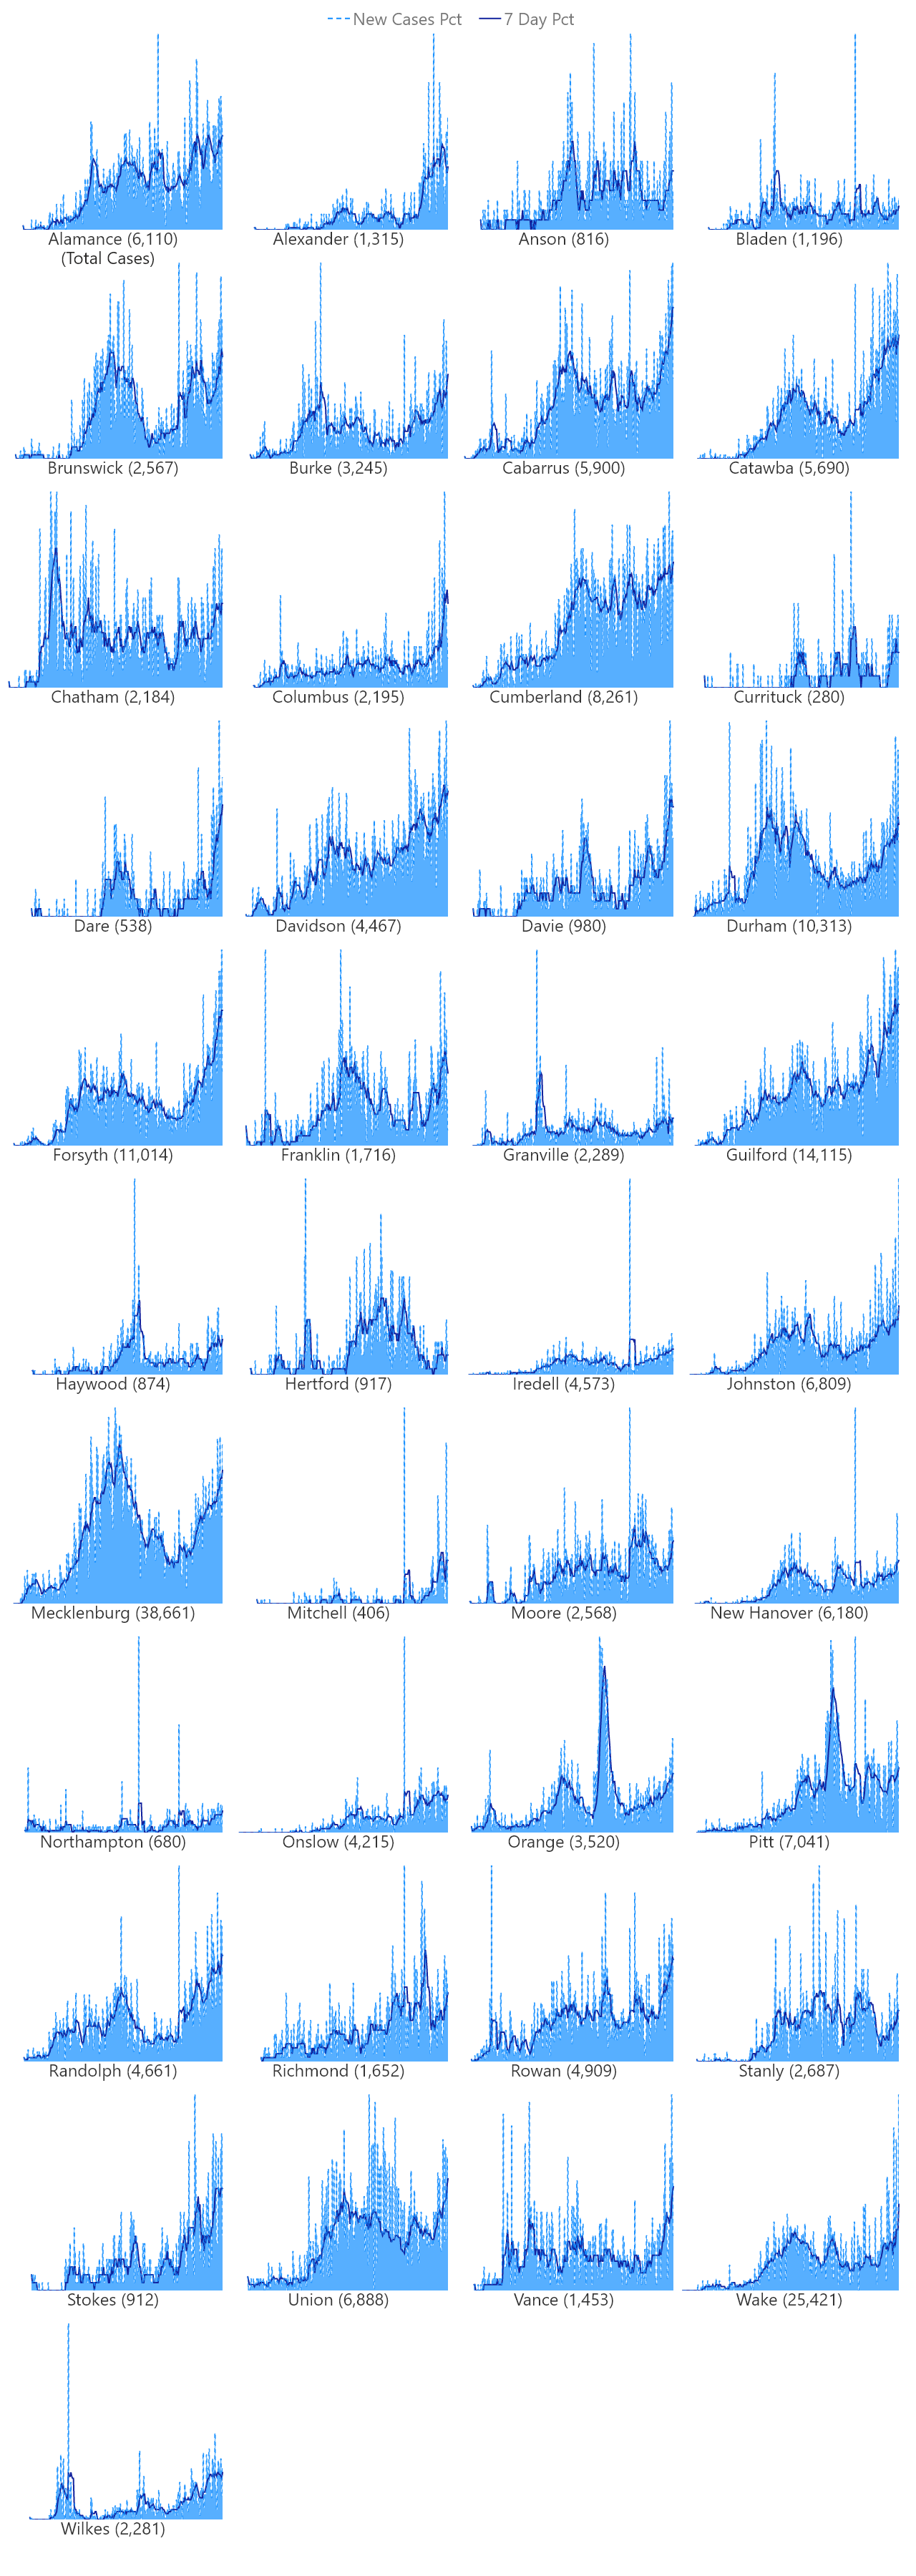 New Cases Pct 7 Day Pct
Alamance (6,110) Alexander (1,315) Anson (816) Bladen (1,196)
(Total Cases)
Brunswick (2,567) Burke (3,245) Cabarrus (5,900) Catawba (5,690)
Chatham (2,184) Columbus (2,195) Cumberland (8,261) Currituck (280)
Dare (538) Davidson (4,467) Davie (980) Durham (10,313)
Forsyth (11,014) Franklin (1,716) Granville (2,289) Guilford (14,115)
Haywood (874) Hertford (917) Iredell (4,573) Johnston (6,809)
Mecklenburg (38,661) Mitchell (406) Moore (2,568) New Hanover (6,180)
Northampton (680) Onslow (4,215) Orange (3,520) Pitt (7,041)
Randolph (4,661) Richmond (1,652) Rowan (4,909) Stanly (2,687)
Stokes (912) Union (6,888) Vance (1,453) Wake (25,421)
Wilkes (2,281)